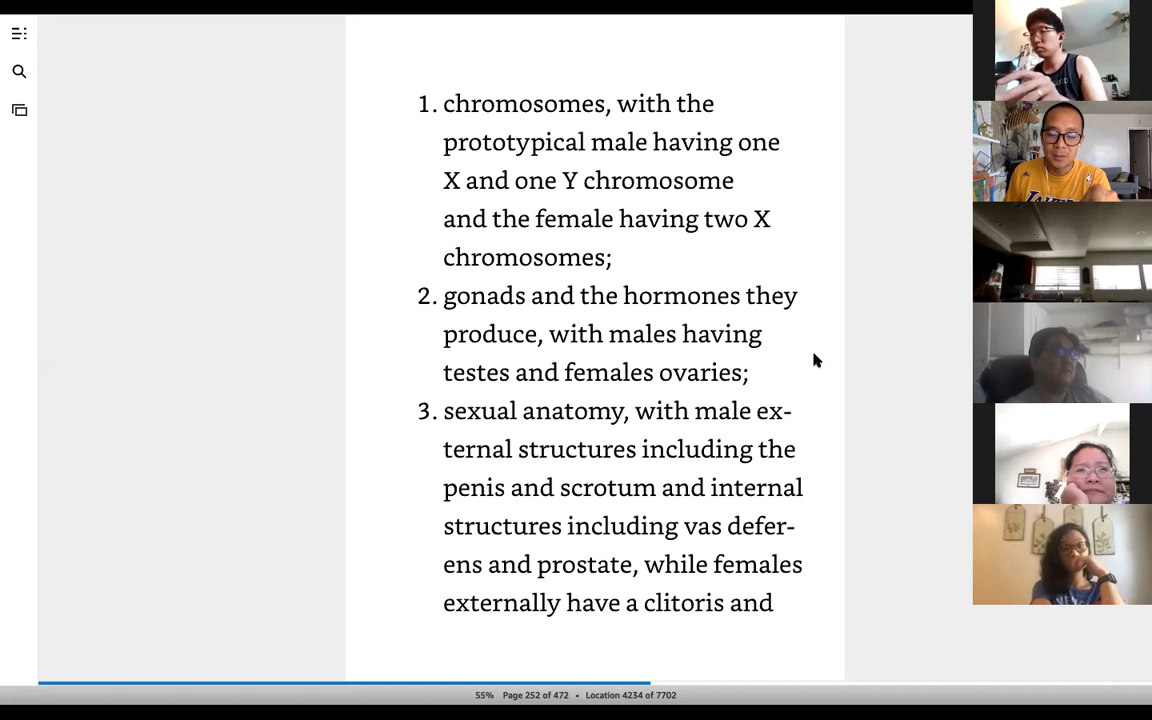 1. chromosomes, with the
prototypical male having one
X and one Y chromosome
and the female having two X
chromosomes;
2. gonads and the hormones they
produce, with males having
testes and females ovaries;
3. sexual anatomy, with male ex-
ternal structures including the
penis and scrotum and internal
structures including vas defer-
ens and prostate, while females
externally have a clitoris and
55% Page 252 of 472 • Location 4234 of 7702